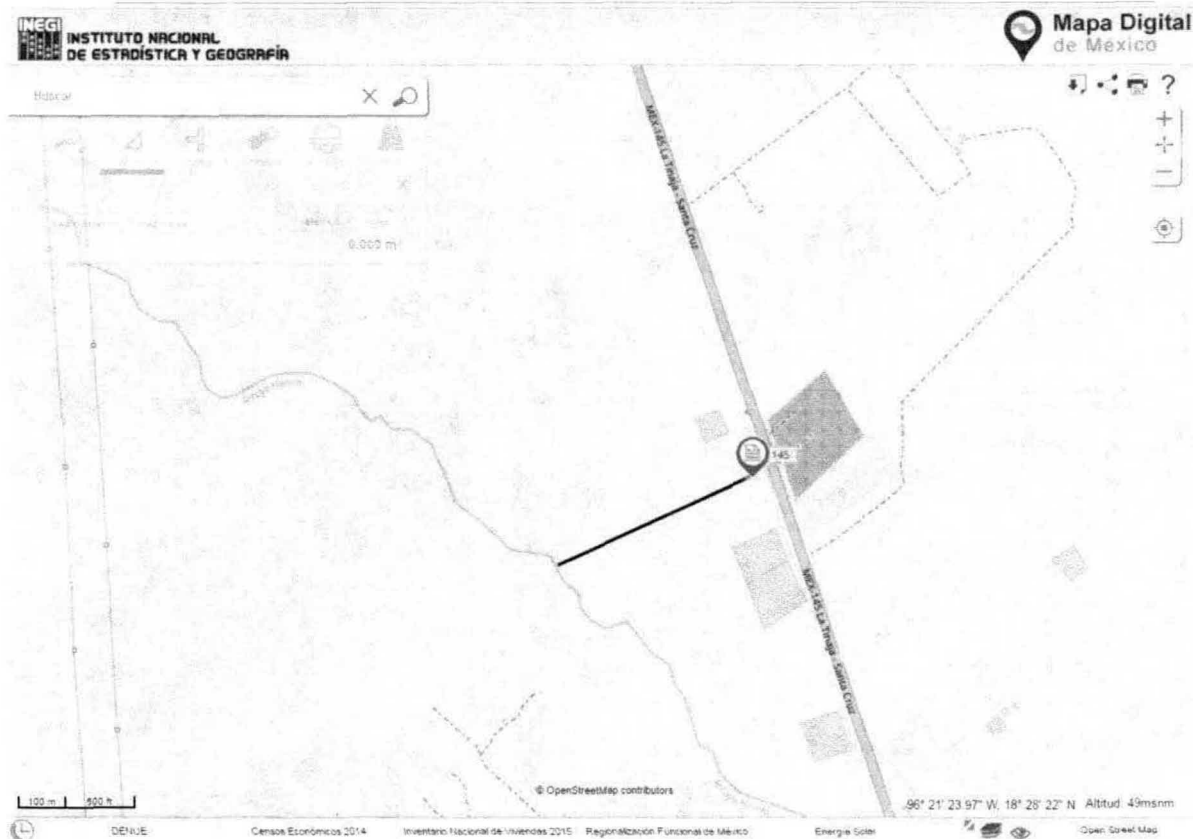 INEGI
INSTITUTO NACIONAL
DE ESTADÍSTICA Y GEOGRAFÍA
Mapa Digital
de México
Buscar
?
MEX-145 La Tinaja - Santa Cruz
0.000 m
145
MEX-145 La Tinaja - Santa Cruz
© OpenStreetMap contributors
100 m
500 ft
-96° 21' 23.97" W, 18° 28' 22" N Altitud: 49msnm
DENUE
Censos Económicos 2014
Inventario Nacional de Viviendas 2015
Regionalización Funcional de México
Energía Solar
Open Street Map